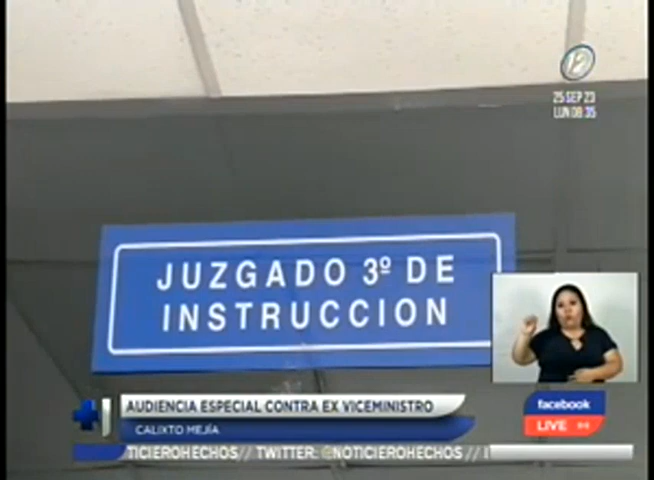 12
25 SEP 23
LUN 08:35
JUZGADO 3º DE
INSTRUCCION
AUDIENCIA ESPECIAL CONTRA EX VICEMINISTRO
CALIXTO MEJÍA
facebook
LIVE
TICIEROHECHOS// TWITTER: @NOTICIEROHECHOS// I